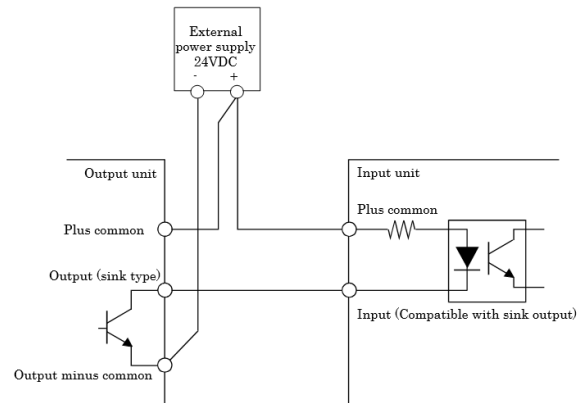 External
power supply
24VDC
- +
Output unit
Input unit
Plus common
Plus common
Output (sink type)
Input (Compatible with sink output)
Output minus common